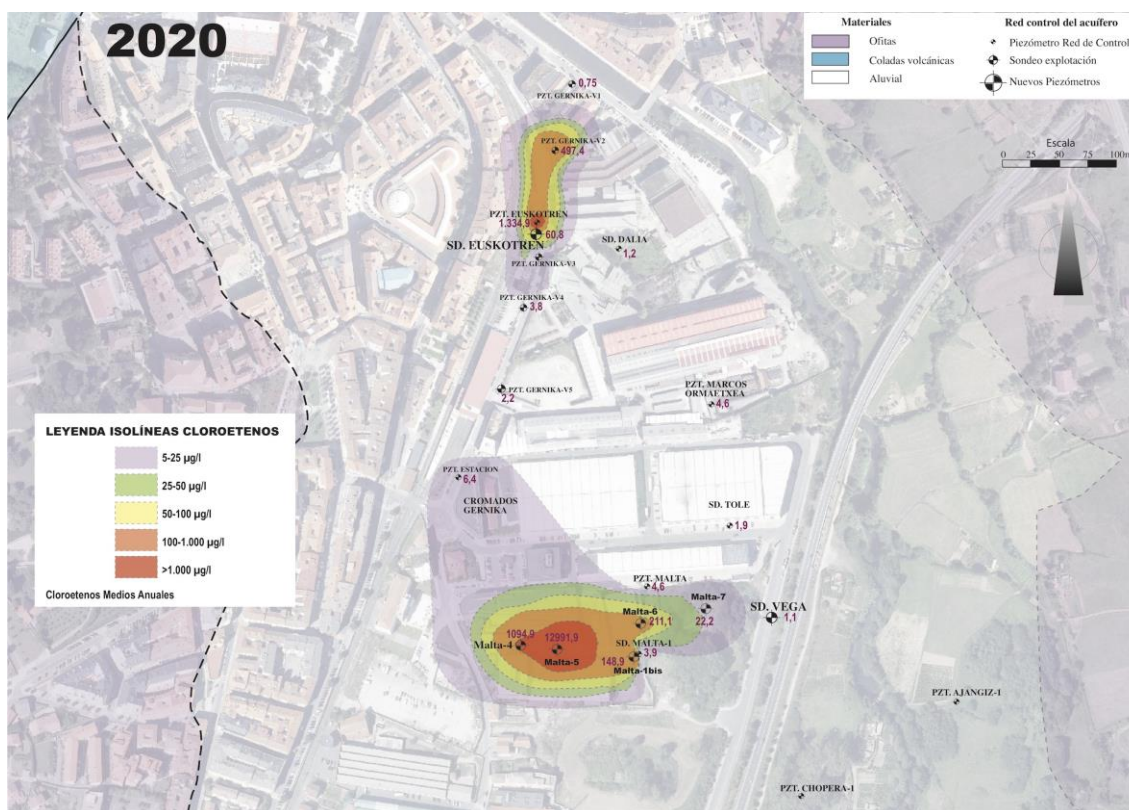 2020
Materiales
Ofitas
Coladas volcánicas
Aluvial
Red control del acuífero
Piezómetro Red de Control
Sondeo explotación
Nuevos Piezómetros
Escala
0 25 50 75 100m
0,75
PZT. GERNIKA-V1
PZT. GERNIKA-V2
497,4
PZT. EUSKOTREN
1.334,9
60,8
SD. EUSKOTREN
SD. DALIA
1,2
PZT. GERNIKA-V3
PZT. GERNIKA-V4
3,8
PZT. GERNIKA-V5
2,2
PZT. MARCOS
ORMAETXEA
4,6
LEYENDA ISOLÍNEAS CLOROETENOS
5-25 µg/l
25-50 µg/l
50-100 µg/l
100-1.000 µg/l
>1.000 µg/l
Cloroetenos Medios Anuales
PZT. ESTACION
6,4
CROMADOS
GERNIKA
SD. TOLE
1,9
PZT. MALTA
4,6
Malta-7
22,2
SD. VEGA
1,1
Malta-6
211,1
1094,9
Malta-4
12991,9
Malta-5
SD. MALTA-1
3,9
148,9
Malta-1bis
PZT. AJANGIZ-1
PZT. CHOPERA-1